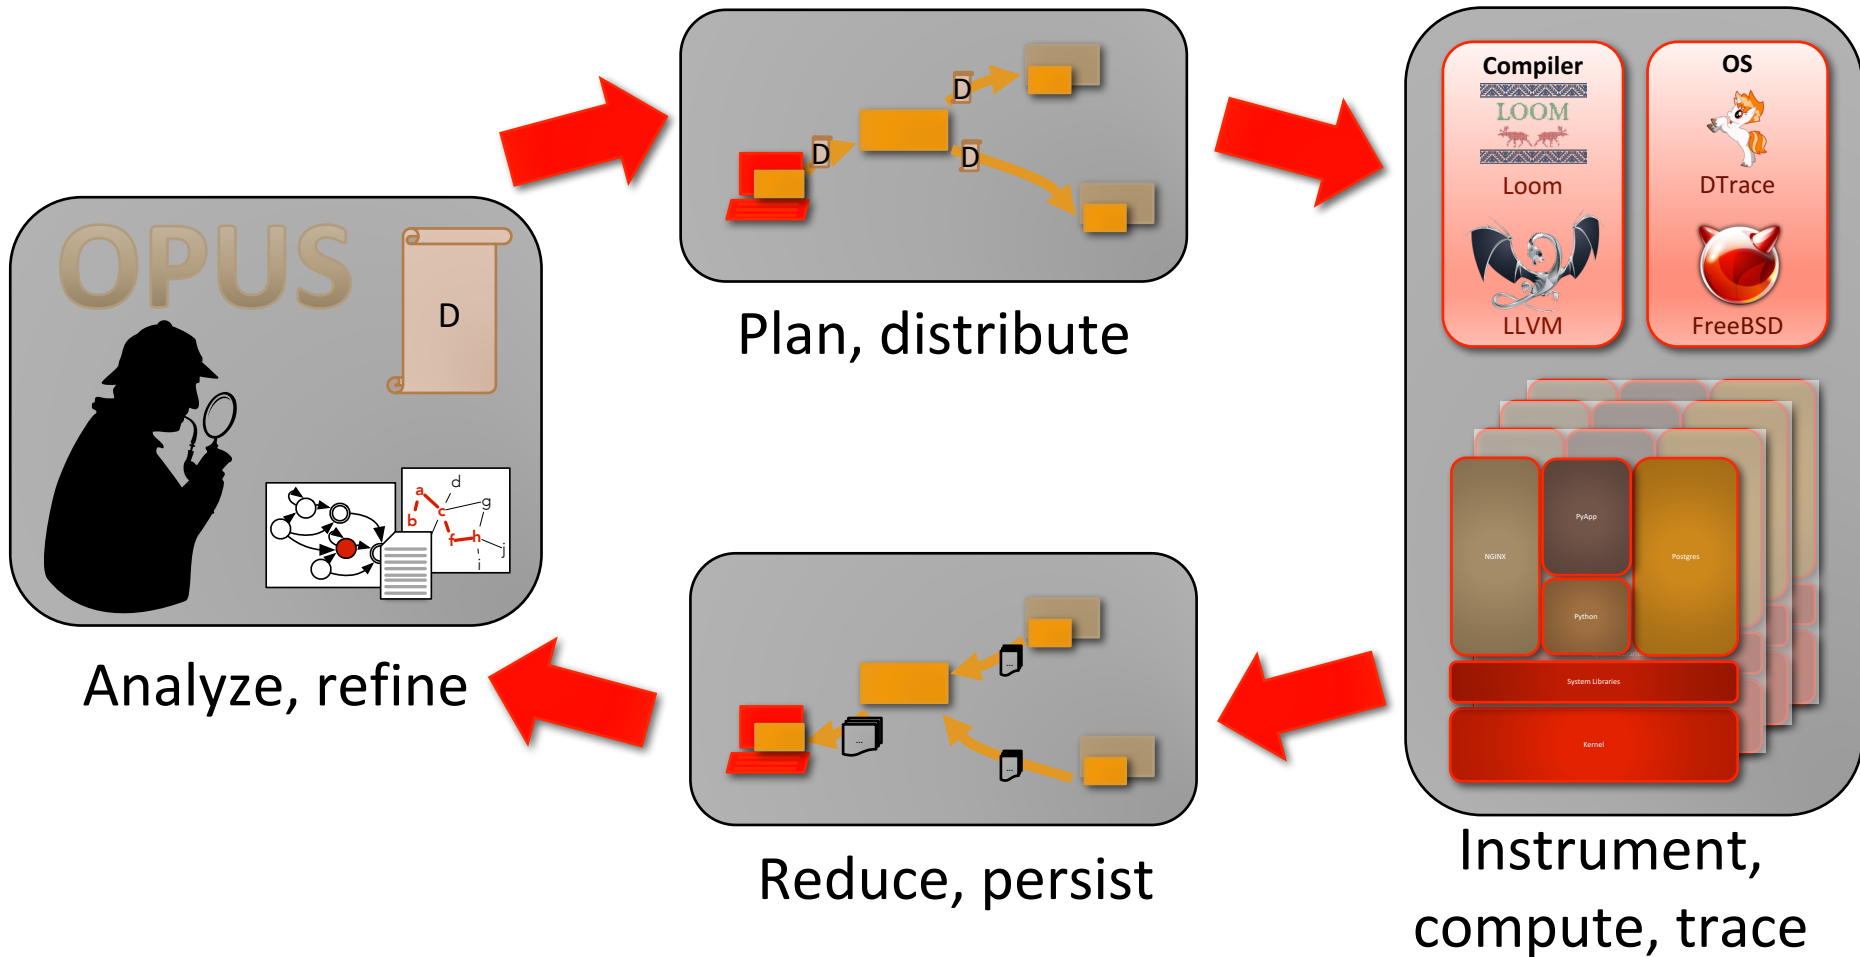 OPUS
D
a
b
c
d
f
g
h
i
j
Analyze, refine
D
D
D
Plan, distribute
Compiler
LOOM
Loom
LLVM
OS
DTrace
FreeBSD
NGINX
PyApp
Python
Postgres
System Libraries
Kernel
Instrument,
compute, trace
...
...
...
Reduce, persist